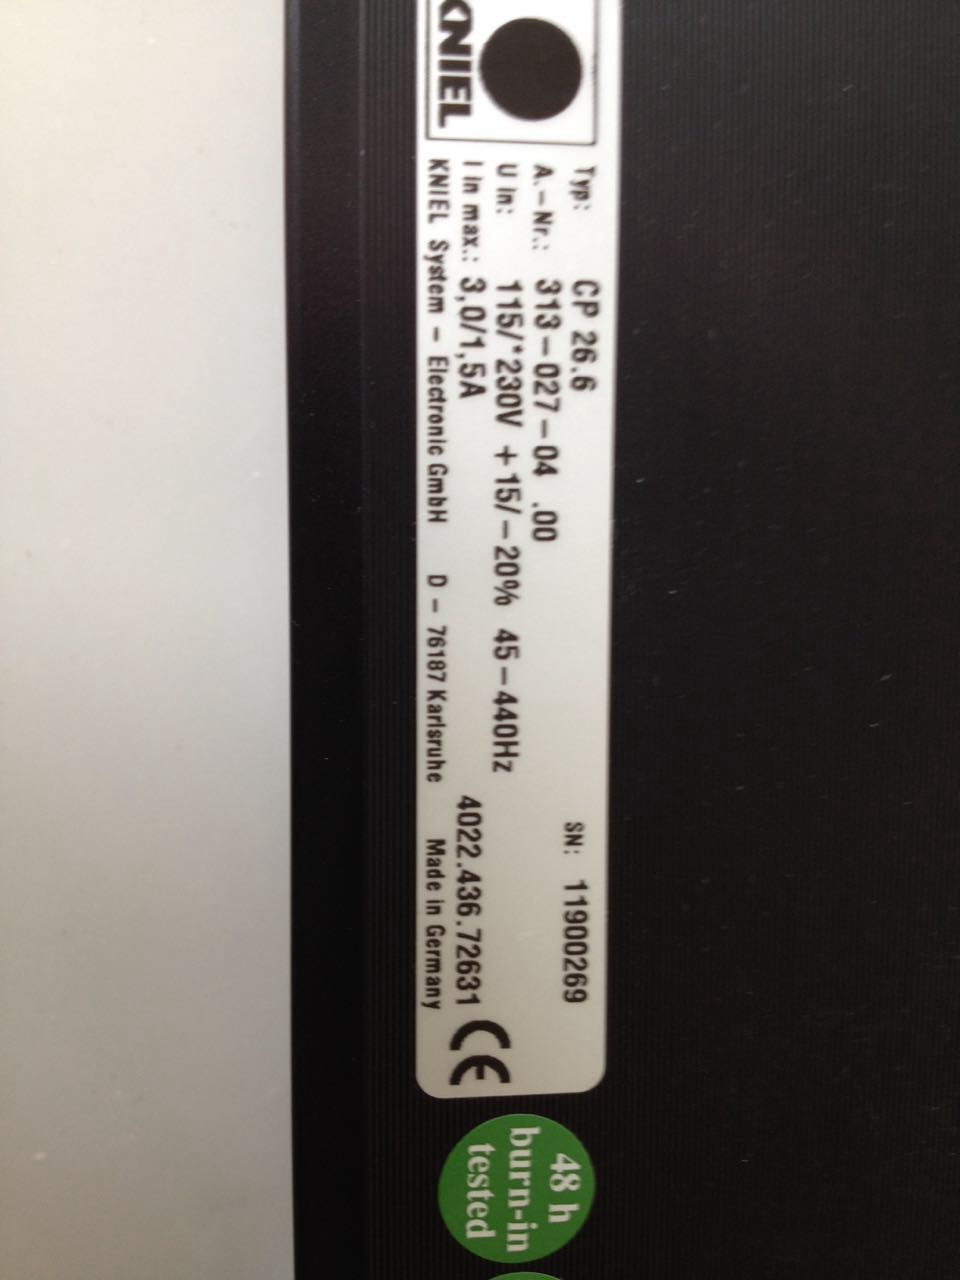 KNIEL
Typ: CP 26.6 SN: 11900269
A.-Nr.: 313-027-04 .00
U in: 115/*230V +15/-20% 45-440Hz
I in max.: 3,0/1,5A 4022.436.72631 CE
KNIEL System - Electronic GmbH D - 76187 Karlsruhe Made in Germany
48 h
burn-in
tested